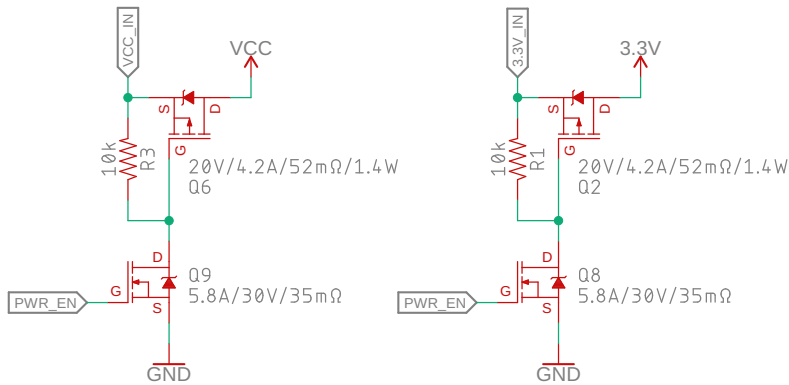 VCC_IN
VCC
S
D
G
10k
R3
20V/4.2A/52mΩ/1.4W
Q6
D
G
S
Q9
5.8A/30V/35mΩ
PWR_EN
GND
3.3V_IN
3.3V
S
D
G
10k
R1
20V/4.2A/52mΩ/1.4W
Q2
D
G
S
Q8
5.8A/30V/35mΩ
PWR_EN
GND